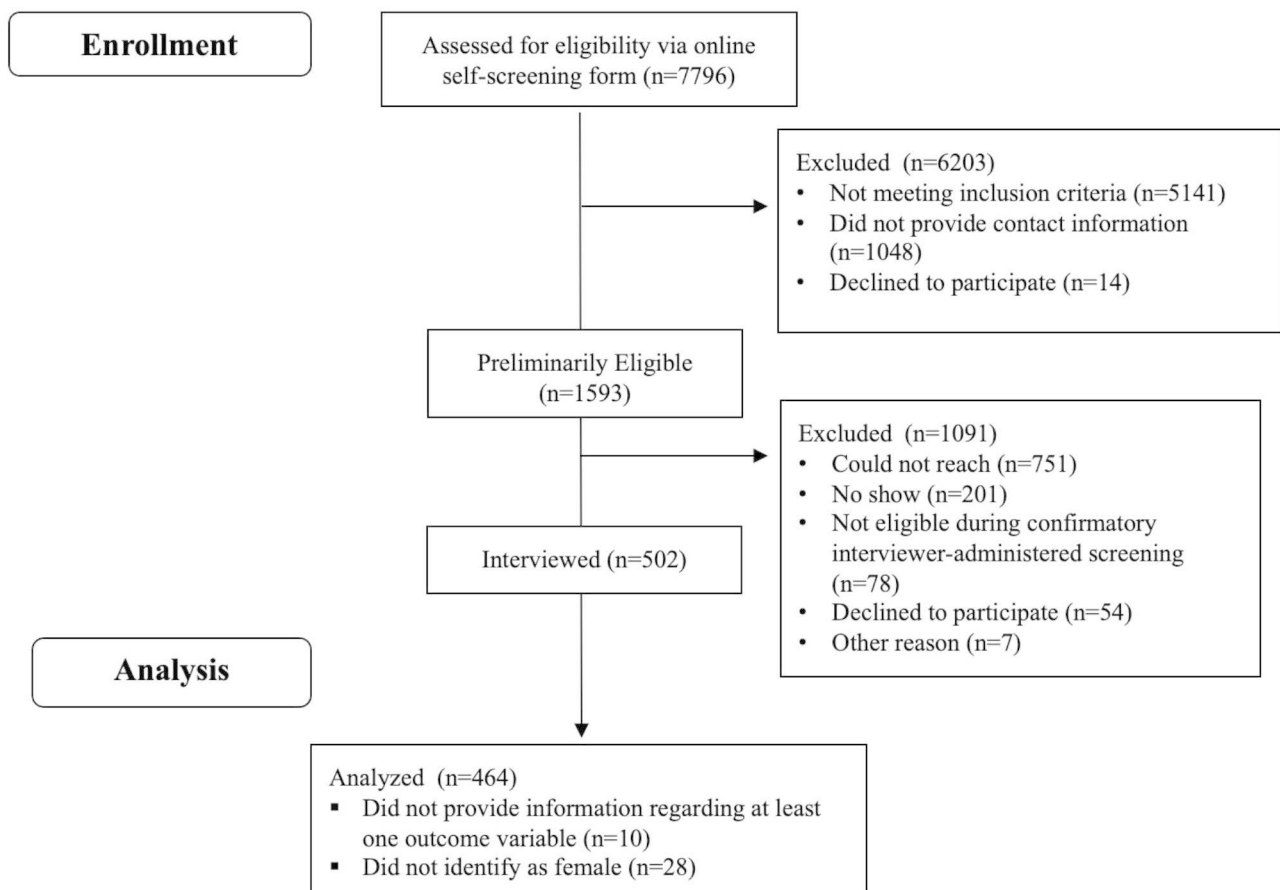 Enrollment
Assessed for eligibility via online
self-screening form (n=7796)
Excluded  (n=6203)
• Not meeting inclusion criteria (n=5141)
• Did not provide contact information
(n=1048)
• Declined to participate (n=14)
Preliminarily Eligible
(n=1593)
Excluded  (n=1091)
• Could not reach (n=751)
• No show (n=201)
• Not eligible during confirmatory
interviewer-administered screening
(n=78)
• Declined to participate (n=54)
• Other reason (n=7)
Interviewed (n=502)
Analysis
Analyzed  (n=464)
▪ Did not provide information regarding at least
one outcome variable (n=10)
▪ Did not identify as female (n=28)